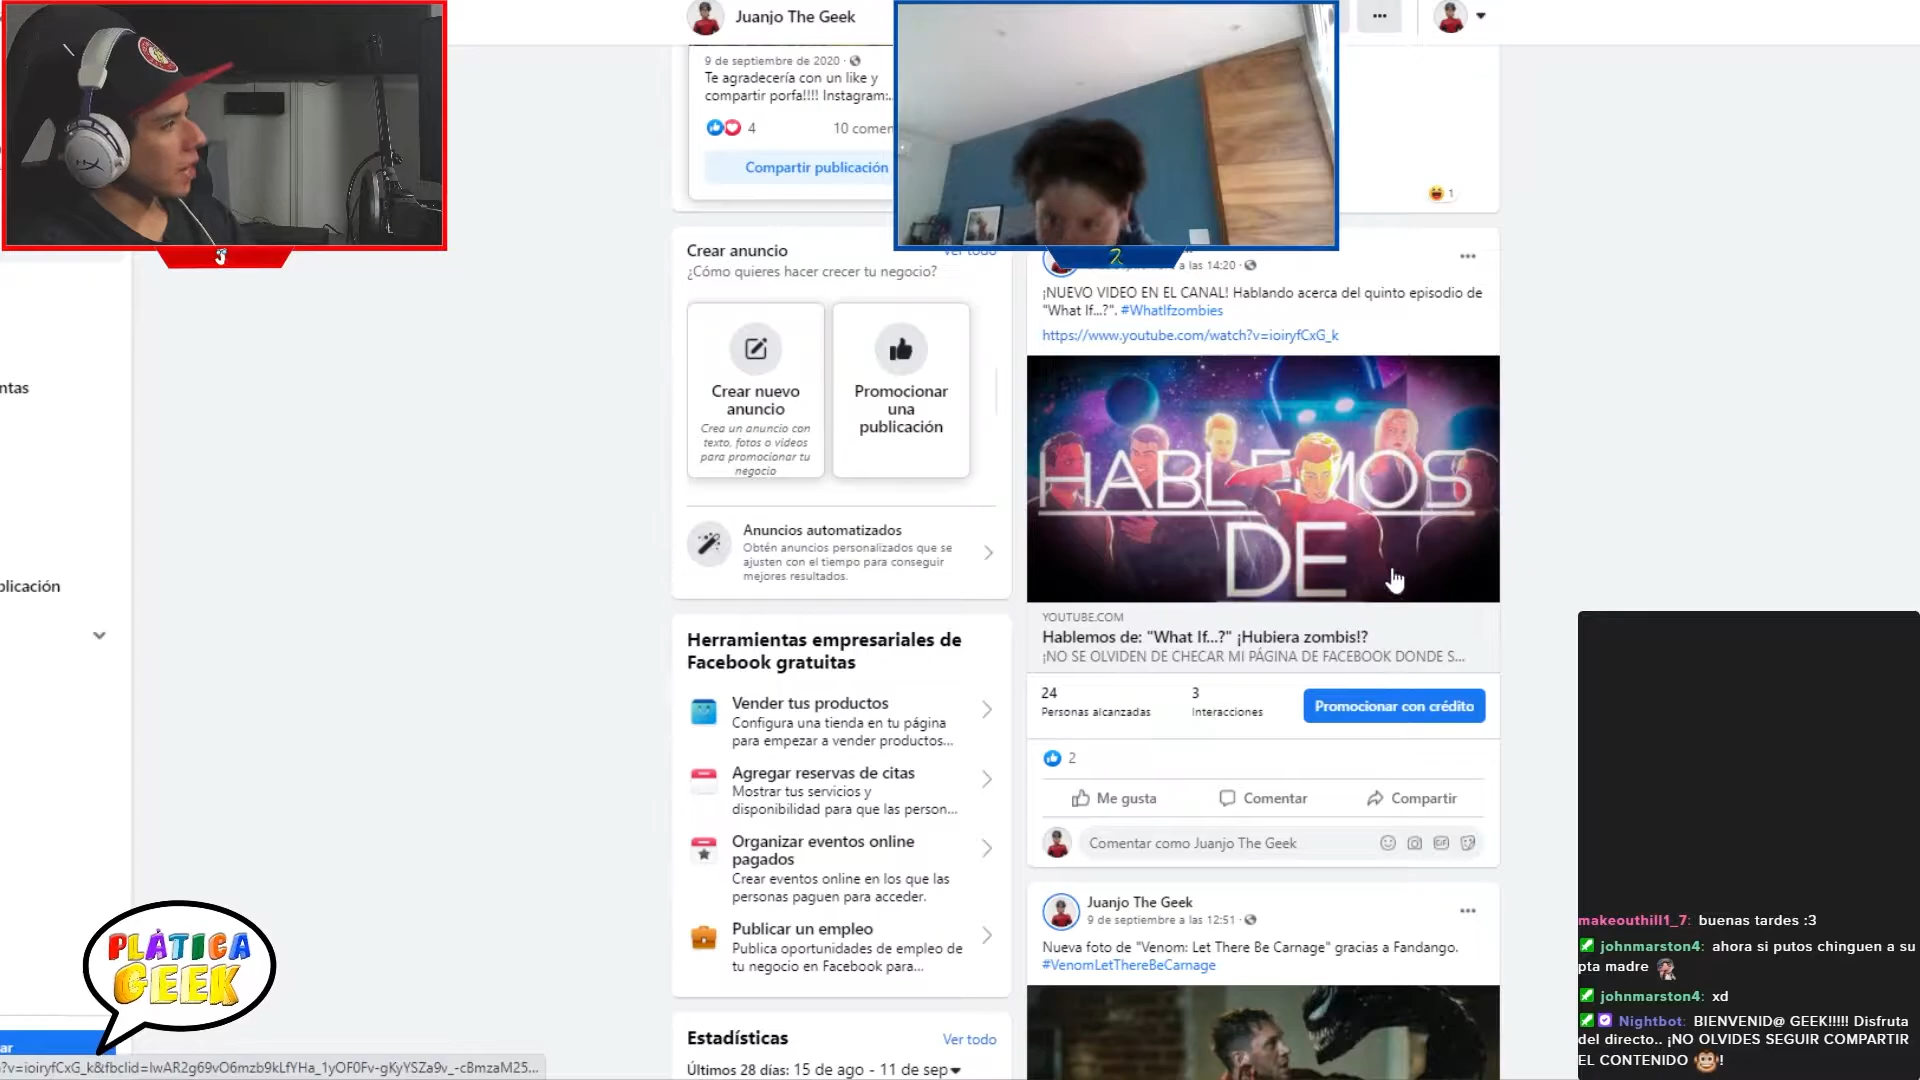 Juanjo The Geek
9 de septiembre de 2020
Te agradecería con un like y
compartir porfa!!!! Instagram:..
4
10 comen
Compartir publicación
1
Crear anuncio
¿Cómo quieres hacer crecer tu negocio?
Crear nuevo
anuncio
Crea un anuncio con
texto, fotos o videos
para promocionar tu
negocio
Promocionar
una
publicación
Anuncios automatizados
Obtén anuncios personalizados que se
ajusten con el tiempo para conseguir
mejores resultados.
Herramientas empresariales de
Facebook gratuitas
Vender tus productos
Configura una tienda en tu página
para empezar a vender productos...
Agregar reservas de citas
Mostrar tus servicios y
disponibilidad para que las person...
Organizar eventos online
pagados
Crear eventos online en los que las
personas paguen para acceder.
Publicar un empleo
Publica oportunidades de empleo de
tu negocio en Facebook para...
Estadísticas
Ver todo
Últimos 28 días: 15 de ago - 11 de sep
a las 14:20
¡NUEVO VIDEO EN EL CANAL! Hablando acerca del quinto episodio de
"What If...?". #WhatIfzombies
https://www.youtube.com/watch?v=ioiryfCxG_k
HABLEMOS
DE
YOUTUBE.COM
Hablemos de: "What If...?" ¡Hubiera zombis!?
¡NO SE OLVIDEN DE CHECAR MI PÁGINA DE FACEBOOK DONDE S...
24
Personas alcanzadas
3
Interacciones
Promocionar con crédito
2
Me gusta
Comentar
Compartir
Comentar como Juanjo The Geek
Juanjo The Geek
9 de septiembre a las 12:51
Nueva foto de "Venom: Let There Be Carnage" gracias a Fandango.
#VenomLetThereBeCarnage
ntas
blicación
PLÁTICA
GEEK
ar
?v=ioiryfCxG_k&fbclid=IwAR2g69vO6mzb9kLfYHa_1yOF0Fv-gKyYSZa9v_-cBmzaM25...
makeouthill1_7: buenas tardes :3
johnmarston4: ahora si putos chinguen a su
pta madre
johnmarston4: xd
Nightbot: BIENVENID@ GEEK!!!!! Disfruta
del directo.. ¡NO OLVIDES SEGUIR COMPARTIR
EL CONTENIDO !